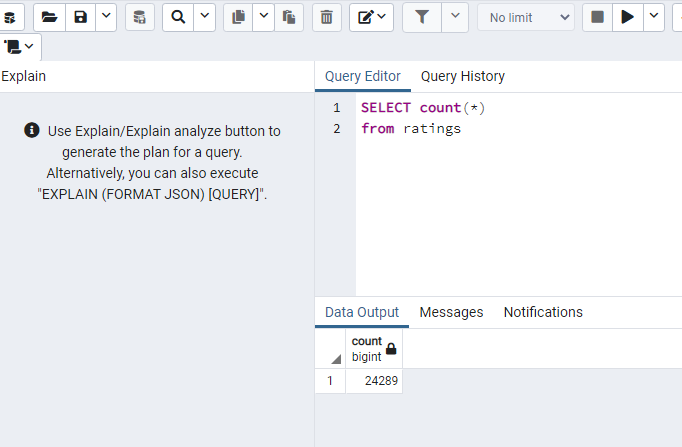 No limit
Explain
Use Explain/Explain analyze button to
generate the plan for a query.
Alternatively, you can also execute
"EXPLAIN (FORMAT JSON) [QUERY]".
Query Editor Query History
1 SELECT count(*)
2 from ratings
Data Output Messages Notifications
count
bigint
1 24289